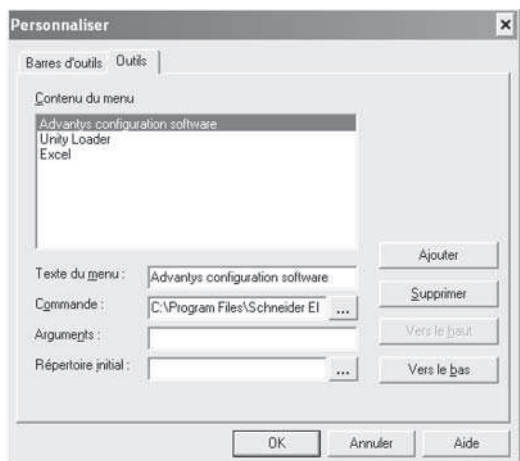 Personnaliser
Barres d'outils
Outils
Contenu du menu
Advantys configuration software
Unity Loader
Excel
Texte du menu :
Advantys configuration software
Commande :
C:\Program Files\Schneider El
...
Arguments :
Répertoire initial :
...
Ajouter
Supprimer
Vers le haut
Vers le bas
OK
Annuler
Aide